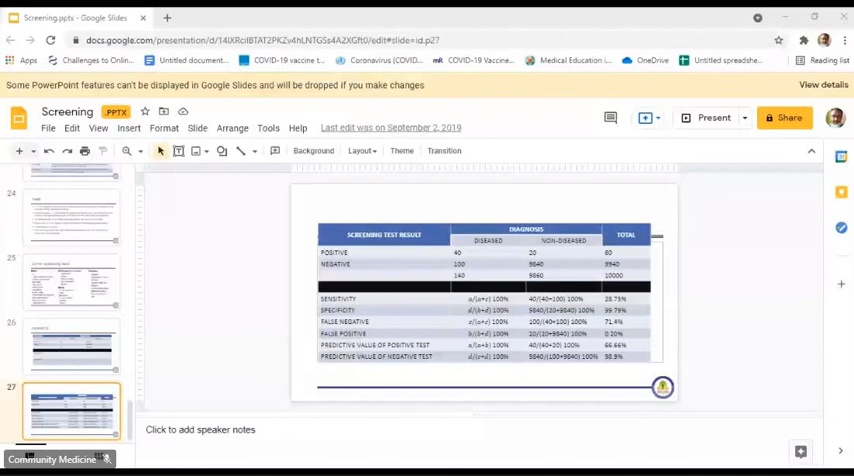 Screening.pptx - Google Slides
docs.google.com/presentation/d/14IXRciIBTAT2PKZv4hLNTGSs4A2XGft0/edit#slide=id.p27
Apps Challenges to Onli... Untitled document... COVID-19 vaccine t... Coronavirus (COVID... COVID-19 Vaccine... Medical Education i... OneDrive Untitled spreadshe... Reading list
Some PowerPoint features can't be displayed in Google Slides and will be dropped if you make changes View details
Screening .PPTX
Present Share
File Edit View Insert Format Slide Arrange Tools Help Last edit was on September 2, 2019
Background Layout Theme Transition
24
25
26
27
SCREENING TEST RESULT DIAGNOSIS TOTAL
DISEASED NON-DISEASED
POSITIVE 40 20 60
NEGATIVE 100 9840 9940
140 9860 10000
SENSITIVITY a/(a+c) 100% 40/(40+100) 100% 28.75%
SPECIFICITY d/(b+d) 100% 9840/(20+9840) 100% 99.79%
FALSE NEGATIVE c/(a+c) 100% 100/(40+100) 100% 71.4%
FALSE POSITIVE b/(b+d) 100% 20/(20+9840) 100% 0.20%
PREDICTIVE VALUE OF POSITIVE TEST a/(a+b) 100% 40/(40+20) 100% 66.66%
PREDICTIVE VALUE OF NEGATIVE TEST d/(c+d) 100% 9840/(100+9840) 100% 98.9%
Click to add speaker notes
Community Medicine